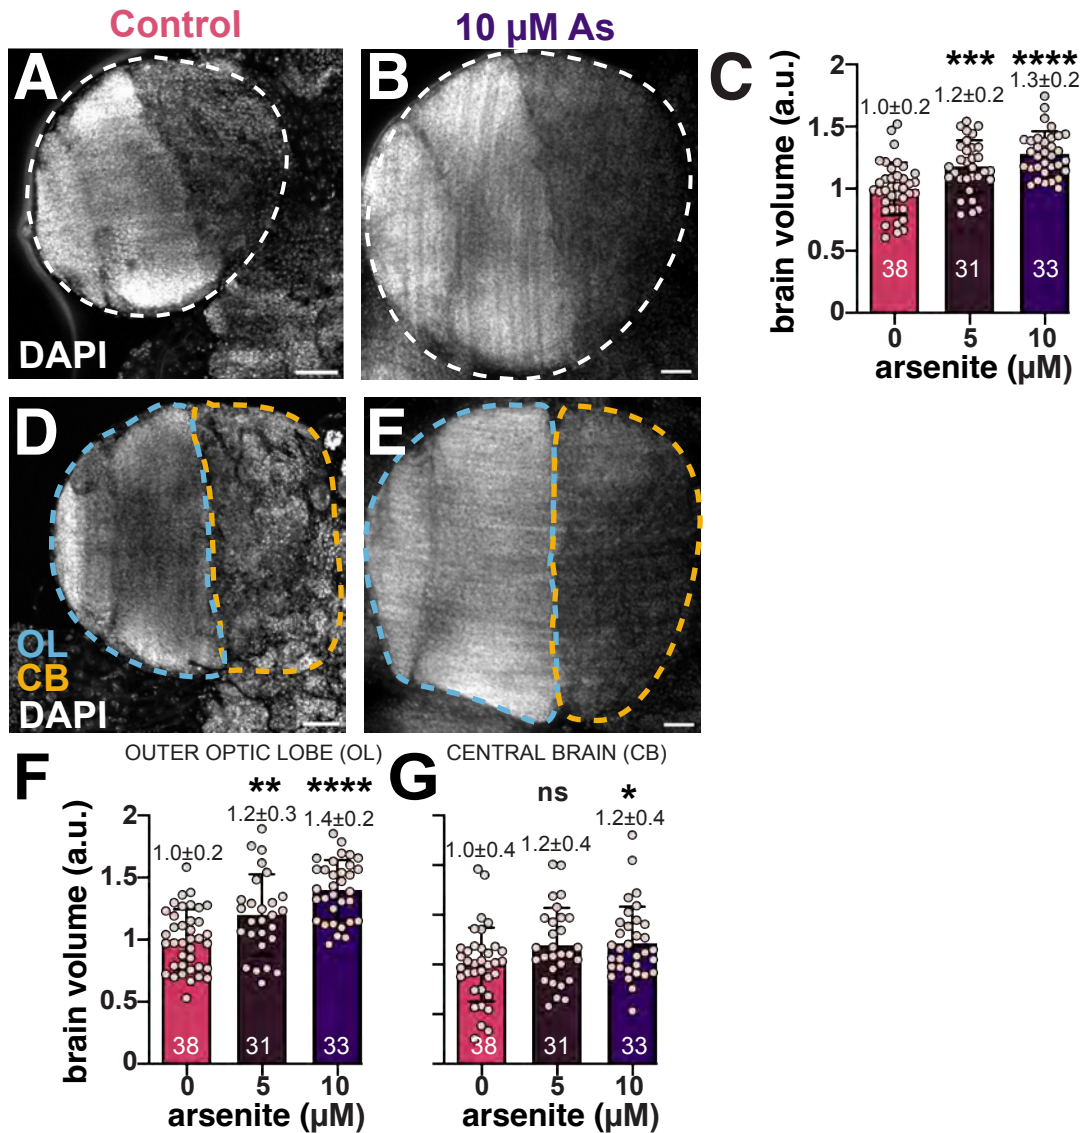 Control
10 µM As
A
DAPI
B
C
*** ****
1.0±0.2 1.2±0.2 1.3±0.2
brain volume (a.u.)
2
1.5
1
0.5
0
38 31 33
0 5 10
arsenite (µM)
D
OL
CB
DAPI
E
F
OUTER OPTIC LOBE (OL)
** ****
1.0±0.2 1.2±0.3 1.4±0.2
brain volume (a.u.)
2
1.5
1
0.5
0
38 31 33
0 5 10
arsenite (µM)
G
CENTRAL BRAIN (CB)
ns *
1.0±0.4 1.2±0.4 1.2±0.4
38 31 33
0 5 10
arsenite (µM)